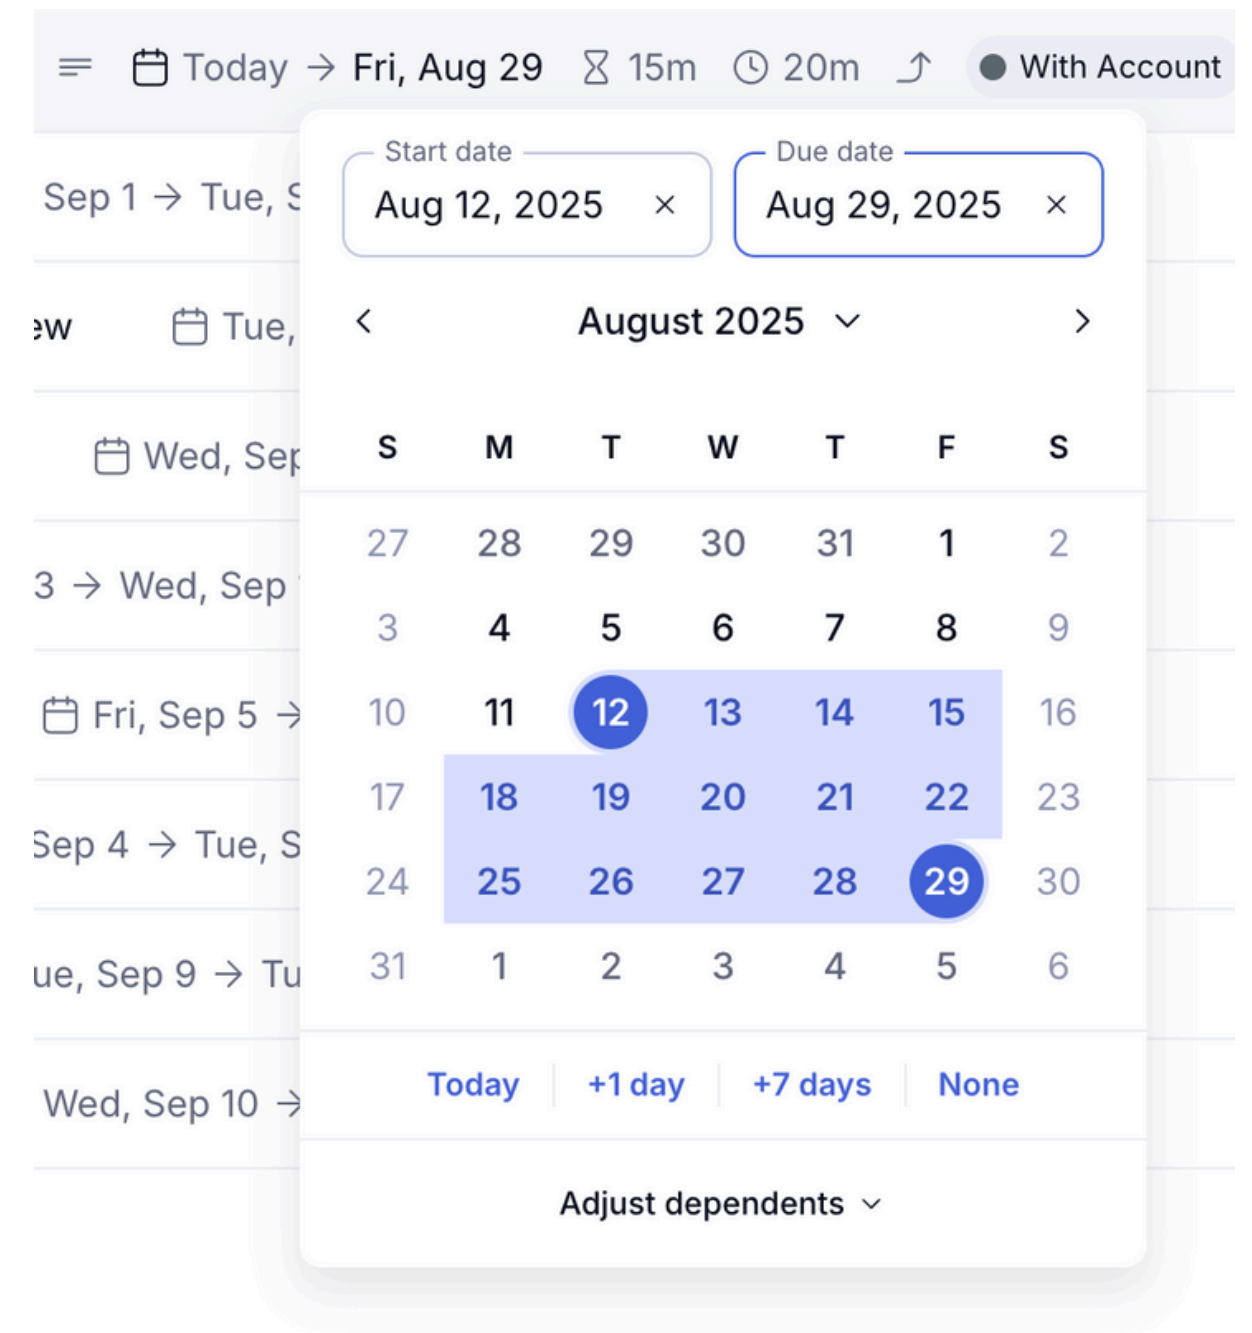 Today → Fri, Aug 29 15m 20m With Account
Start date Due date
Aug 12, 2025 × Aug 29, 2025 ×
Sep 1 → Tue, S
August 2025
ew Tue,
S M T W T F S
Wed, Sep
27 28 29 30 31 1 2
3 → Wed, Sep
3 4 5 6 7 8 9
Fri, Sep 5 →
10 11 12 13 14 15 16
17 18 19 20 21 22 23
Sep 4 → Tue, S
24 25 26 27 28 29 30
ue, Sep 9 → Tu
31 1 2 3 4 5 6
Today +1 day +7 days None
Wed, Sep 10 →
Adjust dependents